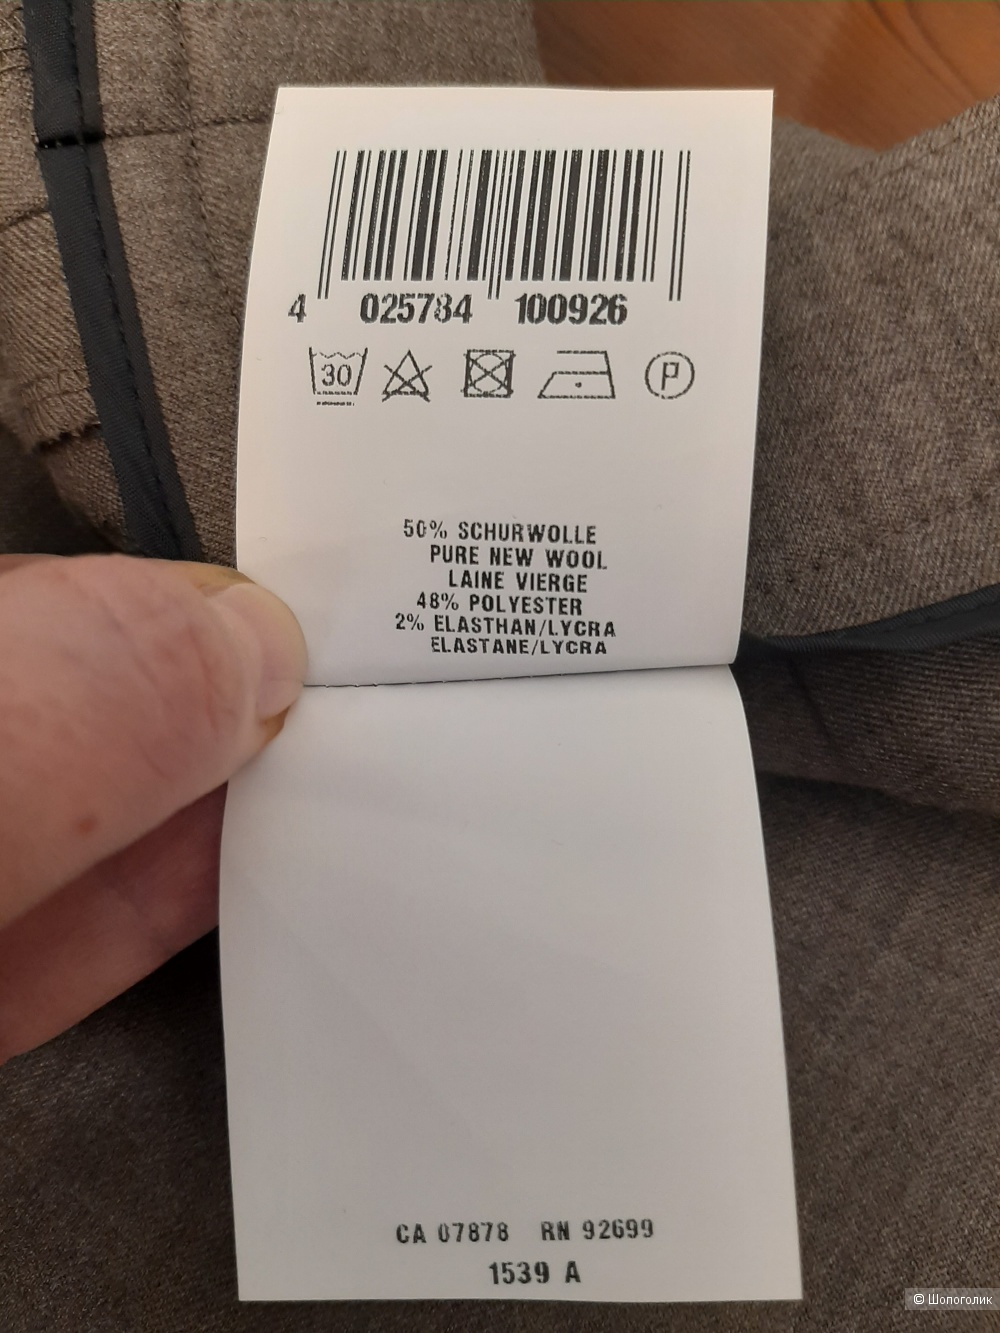 4 025784 100926
30
P
50% SCHURWOLLE
PURE NEW WOOL
LAINE VIERGE
48% POLYESTER
2% ELASTHAN/LYCRA
ELASTANE/LYCRA
CA 07878 RN 92699
1539 A
© Шопоголик